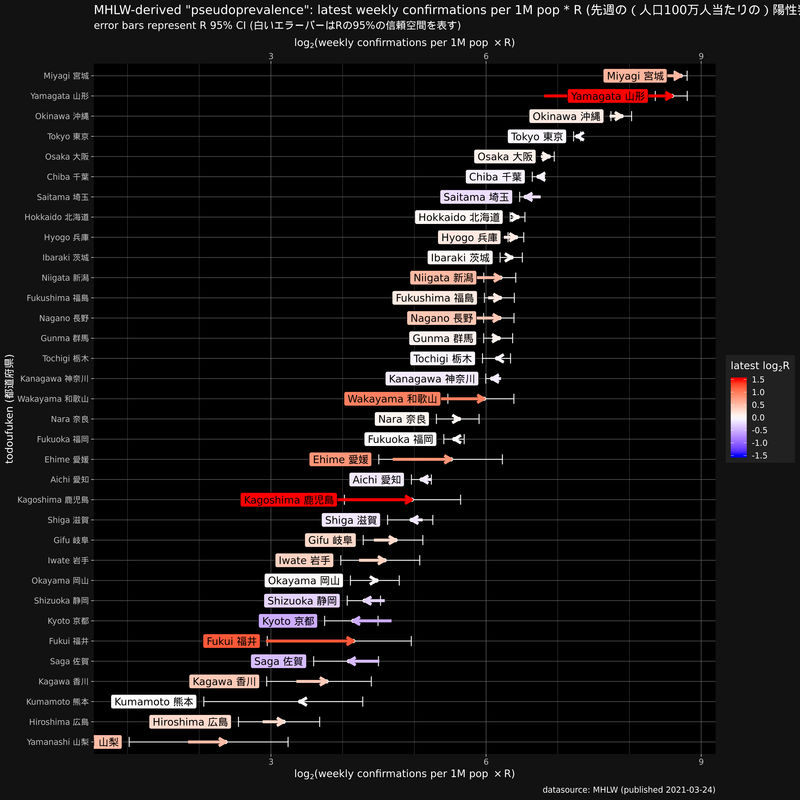 MHLW-derived "pseudoprevalence": latest weekly confirmations per 1M pop * R (先週の ( 人口100万人当たりの ) 陽性
error bars represent R 95% CI (白いエラーバーはRの95%の信頼空間を表す)
log₂(weekly confirmations per 1M pop × R)
3 6 9
Miyagi 宮城 Miyagi 宮城
Yamagata 山形 Yamagata 山形
Okinawa 沖縄 Okinawa 沖縄
Tokyo 東京 Tokyo 東京
Osaka 大阪 Osaka 大阪
Chiba 千葉 Chiba 千葉
Saitama 埼玉 Saitama 埼玉
Hokkaido 北海道 Hokkaido 北海道
Hyogo 兵庫 Hyogo 兵庫
Ibaraki 茨城 Ibaraki 茨城
Niigata 新潟 Niigata 新潟
Fukushima 福島 Fukushima 福島
Nagano 長野 Nagano 長野
Gunma 群馬 Gunma 群馬
Tochigi 栃木 Tochigi 栃木
Kanagawa 神奈川 Kanagawa 神奈川
Wakayama 和歌山 Wakayama 和歌山
Nara 奈良 Nara 奈良
Fukuoka 福岡 Fukuoka 福岡
Ehime 愛媛 Ehime 愛媛
Aichi 愛知 Aichi 愛知
Kagoshima 鹿児島 Kagoshima 鹿児島
Shiga 滋賀 Shiga 滋賀
Gifu 岐阜 Gifu 岐阜
Iwate 岩手 Iwate 岩手
Okayama 岡山 Okayama 岡山
Shizuoka 静岡 Shizuoka 静岡
Kyoto 京都 Kyoto 京都
Fukui 福井 Fukui 福井
Saga 佐賀 Saga 佐賀
Kagawa 香川 Kagawa 香川
Kumamoto 熊本 Kumamoto 熊本
Hiroshima 広島 Hiroshima 広島
Yamanashi 山梨 山梨
3 6 9
log₂(weekly confirmations per 1M pop × R)
todoufuken (都道府県)
latest log₂R
1.5
1.0
0.5
0.0
-0.5
-1.0
-1.5
datasource: MHLW (published 2021-03-24)